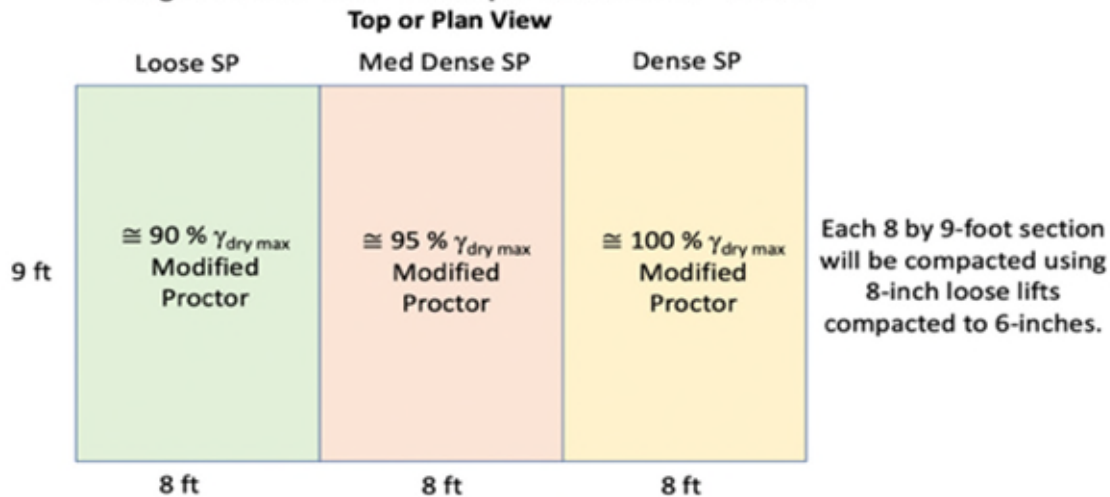 Top or Plan View
Loose SP Med Dense SP Dense SP
≅ 90 % γdry max
Modified
Proctor
≅ 95 % γdry max
Modified
Proctor
≅ 100 % γdry max
Modified
Proctor
9 ft
Each 8 by 9-foot section
will be compacted using
8-inch loose lifts
compacted to 6-inches.
8 ft 8 ft 8 ft